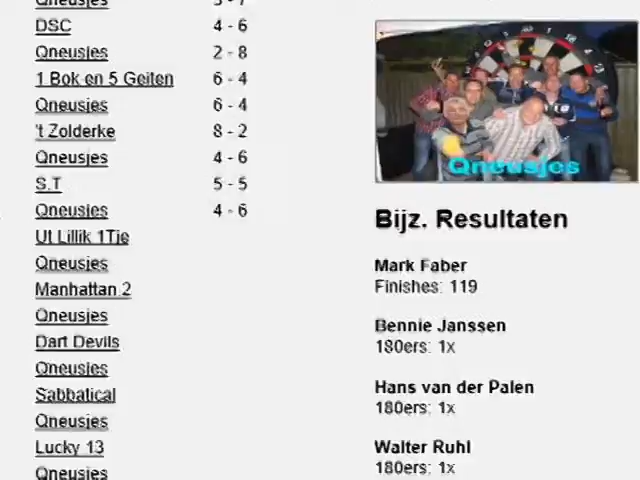 Qneusjes 3 - 7
DSC 4 - 6
Qneusjes 2 - 8
1 Bok en 5 Geiten 6 - 4
Qneusjes 6 - 4
't Zolderke 8 - 2
Qneusjes 4 - 6
S.T 5 - 5
Qneusjes 4 - 6
Ut Lillik 1Tje
Qneusjes
Manhattan 2
Qneusjes
Dart Devils
Qneusjes
Sabbatical
Qneusjes
Lucky 13
Qneusjes
Qneusjes
Bijz. Resultaten
Mark Faber
Finishes: 119
Bennie Janssen
180ers: 1x
Hans van der Palen
180ers: 1x
Walter Ruhl
180ers: 1x